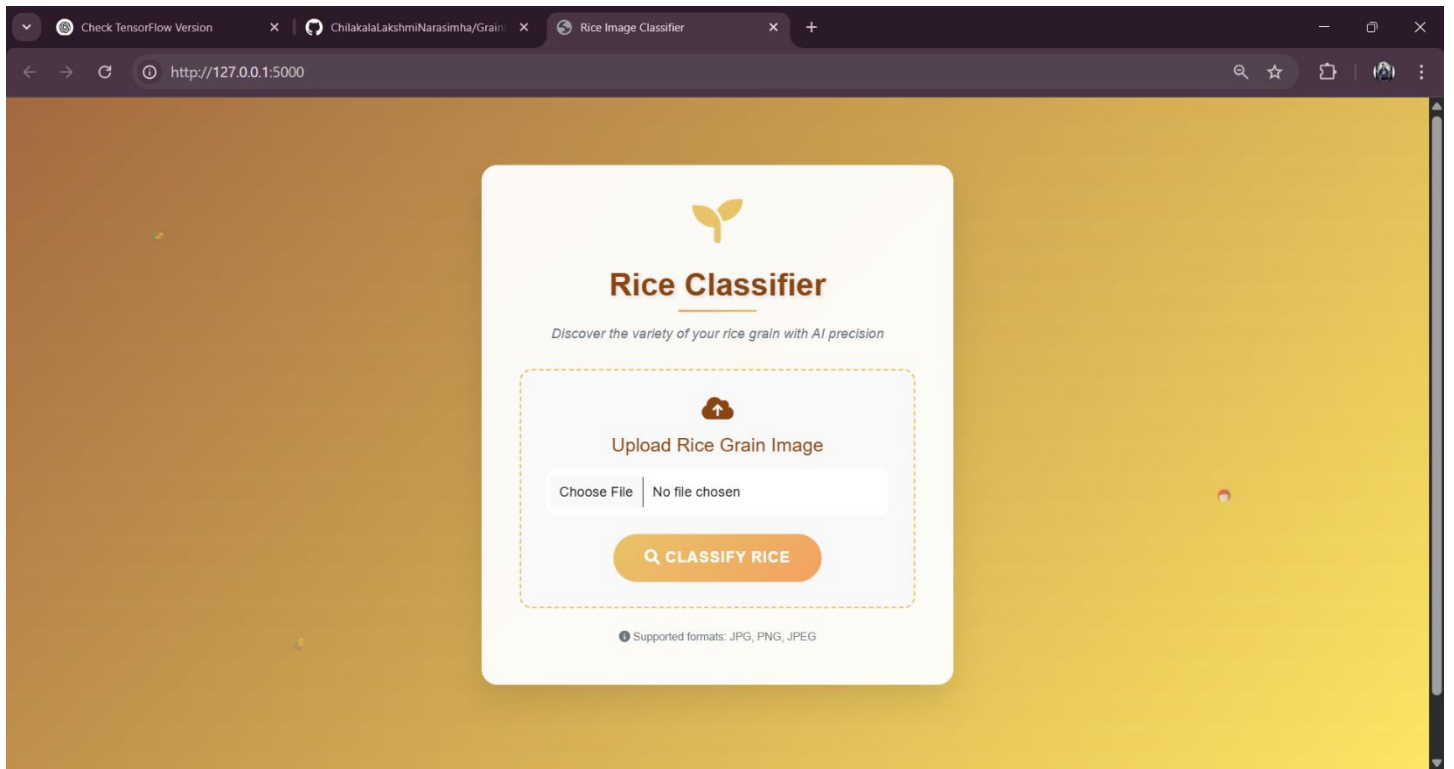 Check TensorFlow Version
ChilakalaLakshmiNarasimha/Grain
Rice Image Classifier
http://127.0.0.1:5000
Rice Classifier
Discover the variety of your rice grain with AI precision
Upload Rice Grain Image
Choose File No file chosen
CLASSIFY RICE
Supported formats: JPG, PNG, JPEG